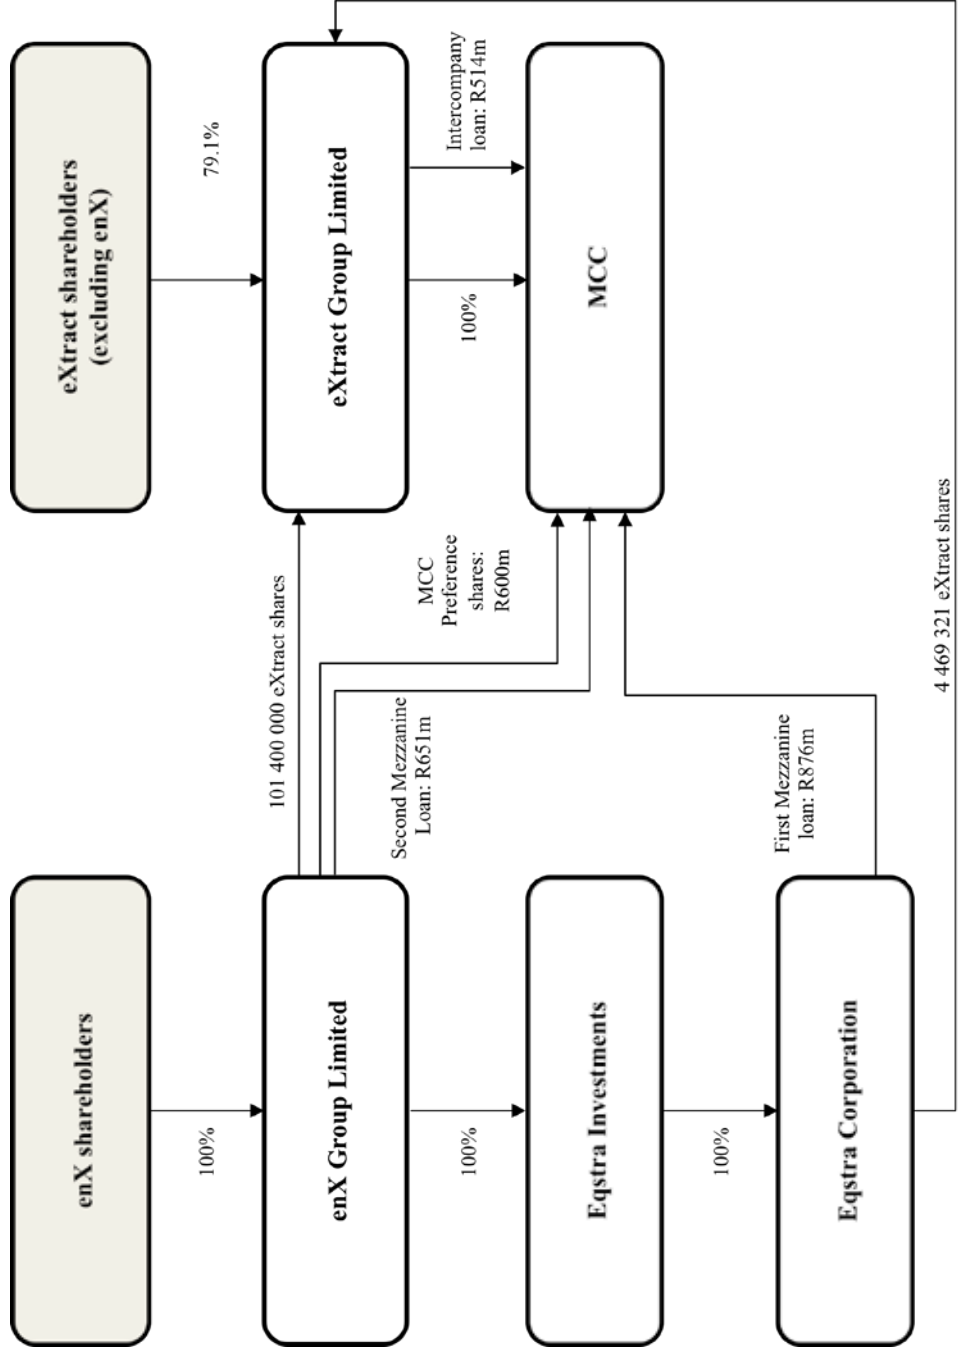 enX shareholders
eXtract shareholders
(excluding enX)
100%
79.1%
enX Group Limited
101 400 000 eXtract shares
eXtract Group Limited
100%
Second Mezzanine
Loan: R651m
MCC
Preference
shares:
R600m
100%
Intercompany
loan: R514m
Eqstra Investments
MCC
100%
First Mezzanine
loan: R876m
Eqstra Corporation
4 469 321 eXtract shares